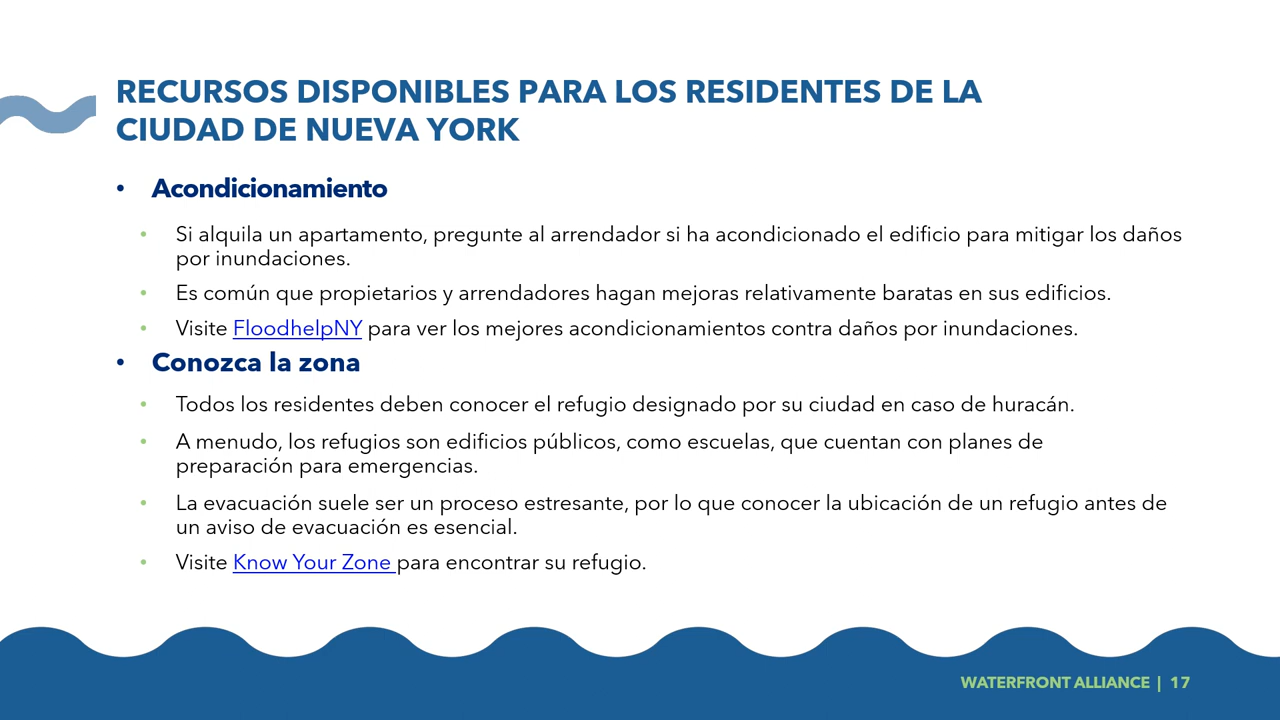 RECURSOS DISPONIBLES PARA LOS RESIDENTES DE LA
CIUDAD DE NUEVA YORK
• Acondicionamiento
• Si alquila un apartamento, pregunte al arrendador si ha acondicionado el edificio para mitigar los daños
por inundaciones.
• Es común que propietarios y arrendadores hagan mejoras relativamente baratas en sus edificios.
• Visite FloodhelpNY para ver los mejores acondicionamientos contra daños por inundaciones.
• Conozca la zona
• Todos los residentes deben conocer el refugio designado por su ciudad en caso de huracán.
• A menudo, los refugios son edificios públicos, como escuelas, que cuentan con planes de
preparación para emergencias.
• La evacuación suele ser un proceso estresante, por lo que conocer la ubicación de un refugio antes de
un aviso de evacuación es esencial.
• Visite Know Your Zone para encontrar su refugio.
WATERFRONT ALLIANCE | 17